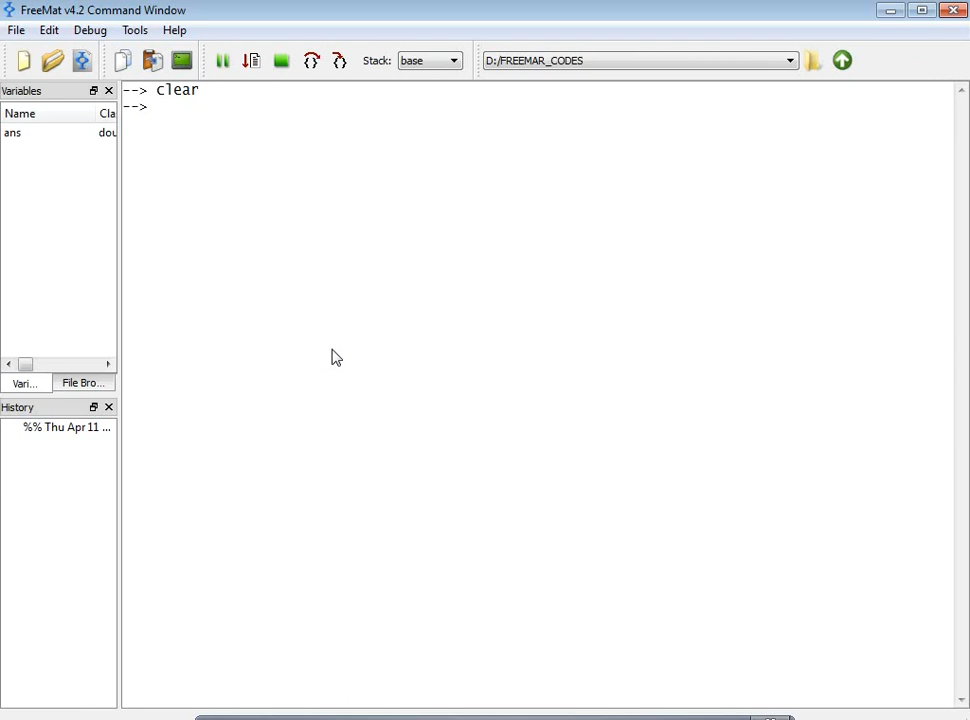 FreeMat v4.2 Command Window
File Edit Debug Tools Help
Stack: base D:/FREEMAR_CODES
Variables
Name Cla
ans dou
Vari... File Bro...
History
%% Thu Apr 11 ...
--> clear
-->